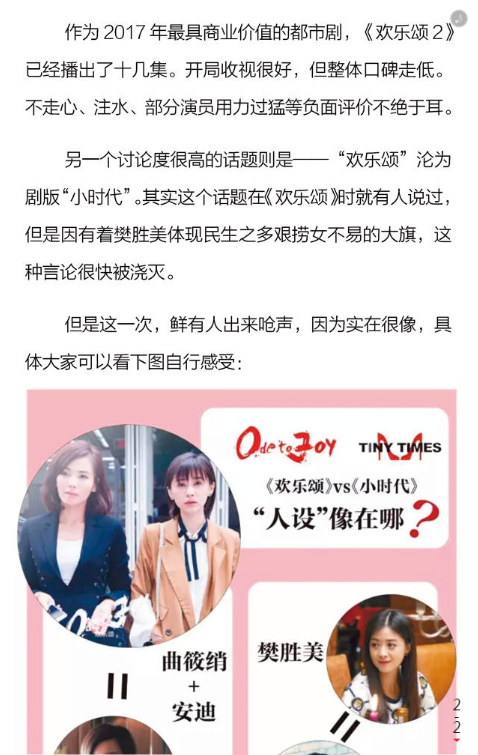 作为 2017 年最具商业价值的都市剧，《欢乐颂 2》
已经播出了十几集。开局收视很好，但整体口碑走低。
不走心、注水、部分演员用力过猛等负面评价不绝于耳。
另一个讨论度很高的话题则是——“欢乐颂”沦为
剧版“小时代”。其实这个话题在《欢乐颂》时就有人说过，
但是因有着樊胜美体现民生之多艰捞女不易的大旗，这
种言论很快被浇灭。
但是这一次，鲜有人出来呛声，因为实在很像，具
体大家可以看下图自行感受：
Ode to Joy TINY TIMES
《欢乐颂》vs《小时代》
“人设”像在哪？
曲筱绡
+
安迪
=
樊胜美
=
2
-
2